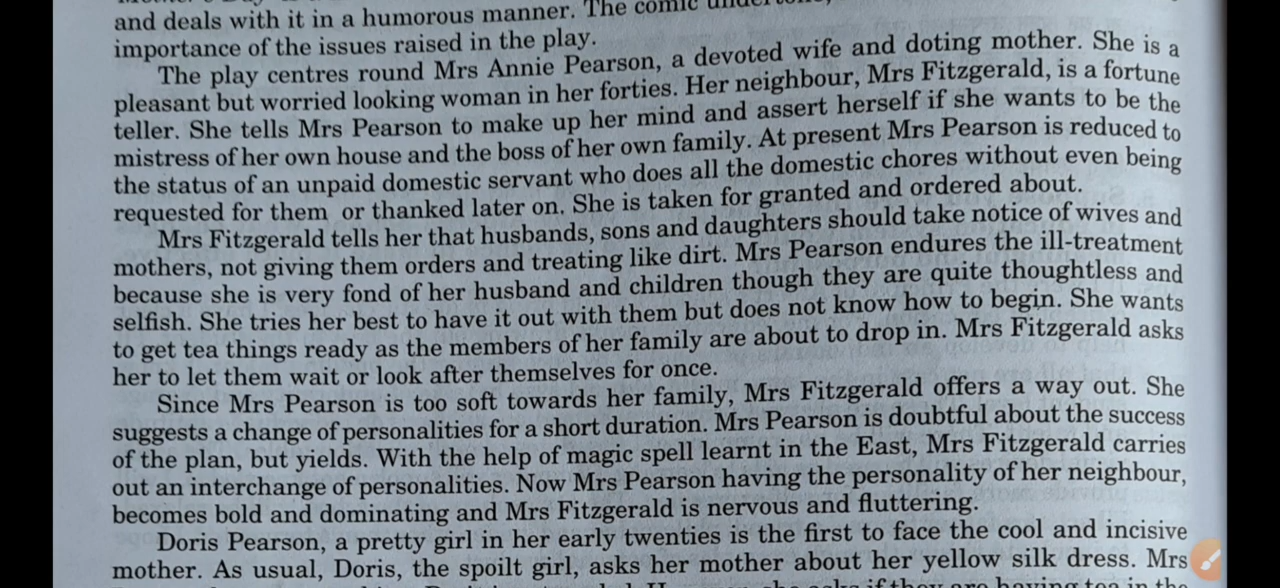 and deals with it in a humorous manner. The comic
importance of the issues raised in the play.
The play centres round Mrs Annie Pearson, a devoted wife and doting mother. She is a
pleasant but worried looking woman in her forties. Her neighbour, Mrs Fitzgerald, is a fortune
teller. She tells Mrs Pearson to make up her mind and assert herself if she wants to be the
mistress of her own house and the boss of her own family. At present Mrs Pearson is reduced to
the status of an unpaid domestic servant who does all the domestic chores without even being
requested for them or thanked later on. She is taken for granted and ordered about.
Mrs Fitzgerald tells her that husbands, sons and daughters should take notice of wives and
mothers, not giving them orders and treating like dirt. Mrs Pearson endures the ill-treatment
because she is very fond of her husband and children though they are quite thoughtless and
selfish. She tries her best to have it out with them but does not know how to begin. She wants
to get tea things ready as the members of her family are about to drop in. Mrs Fitzgerald asks
her to let them wait or look after themselves for once.
Since Mrs Pearson is too soft towards her family, Mrs Fitzgerald offers a way out. She
suggests a change of personalities for a short duration. Mrs Pearson is doubtful about the success
of the plan, but yields. With the help of magic spell learnt in the East, Mrs Fitzgerald carries
out an interchange of personalities. Now Mrs Pearson having the personality of her neighbour,
becomes bold and dominating and Mrs Fitzgerald is nervous and fluttering.
Doris Pearson, a pretty girl in her early twenties is the first to face the cool and incisive
mother. As usual, Doris, the spoilt girl, asks her mother about her yellow silk dress. Mrs